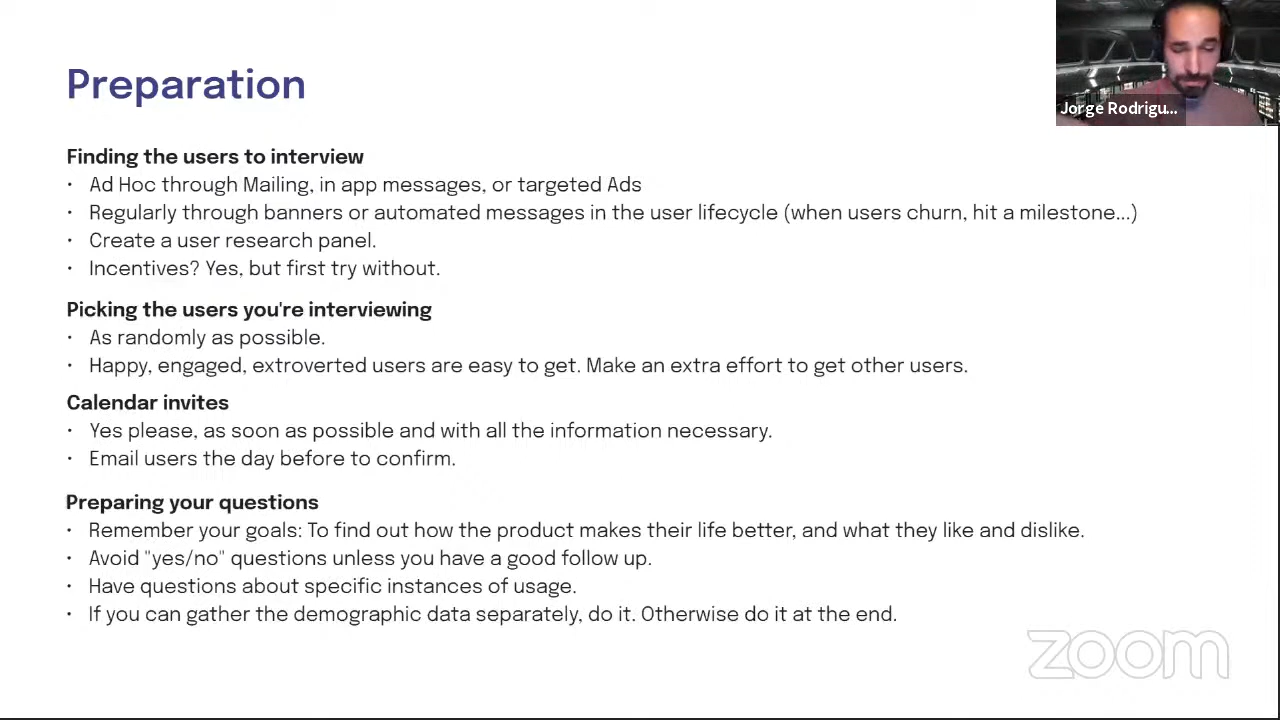 Preparation
Jorge Rodrigu...
Finding the users to interview
• Ad Hoc through Mailing, in app messages, or targeted Ads
• Regularly through banners or automated messages in the user lifecycle (when users churn, hit a milestone...)
• Create a user research panel.
• Incentives? Yes, but first try without.
Picking the users you're interviewing
• As randomly as possible.
• Happy, engaged, extroverted users are easy to get. Make an extra effort to get other users.
Calendar invites
• Yes please, as soon as possible and with all the information necessary.
• Email users the day before to confirm.
Preparing your questions
• Remember your goals: To find out how the product makes their life better, and what they like and dislike.
• Avoid "yes/no" questions unless you have a good follow up.
• Have questions about specific instances of usage.
• If you can gather the demographic data separately, do it. Otherwise do it at the end.
zoom